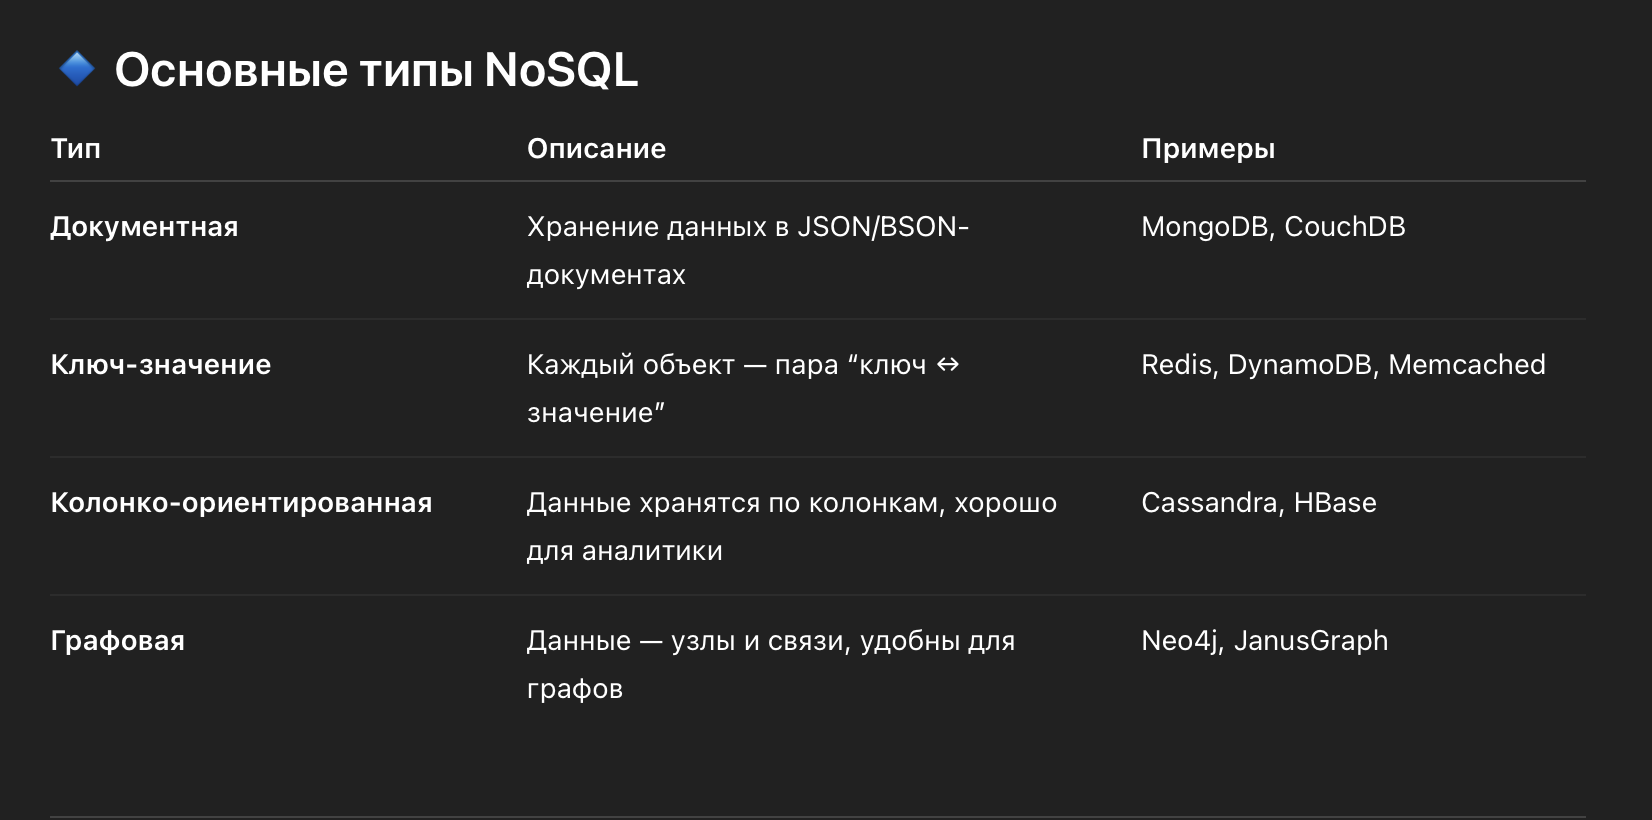 🔷 Основные типы NoSQL
Тип Описание Примеры
Документная Хранение данных в JSON/BSON- MongoDB, CouchDB
документах
Ключ-значение Каждый объект — пара “ключ ↔ Redis, DynamoDB, Memcached
значение”
Колонко-ориентированная Данные хранятся по колонкам, хорошо Cassandra, HBase
для аналитики
Графовая Данные — узлы и связи, удобны для Neo4j, JanusGraph
графов